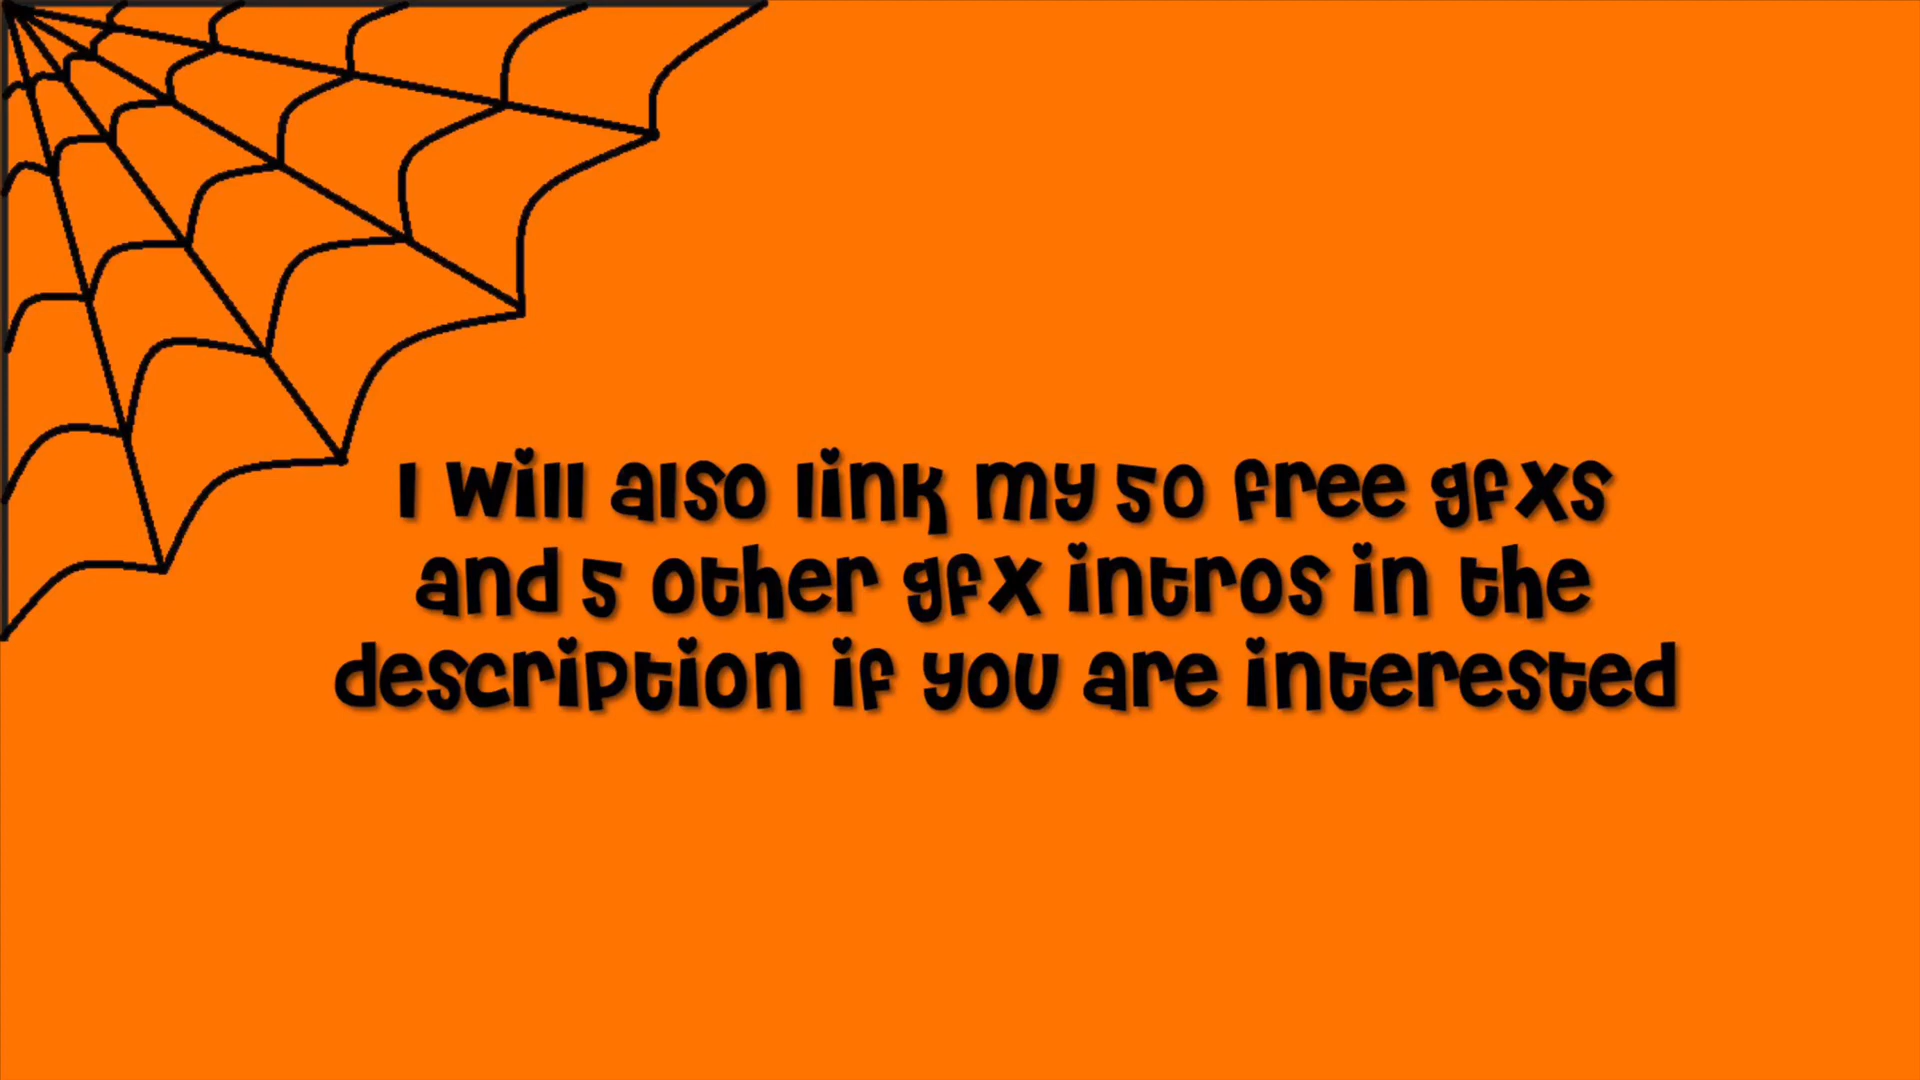 I will also link my 50 free gfxs
and 5 other gfx intros in the
description if you are interested